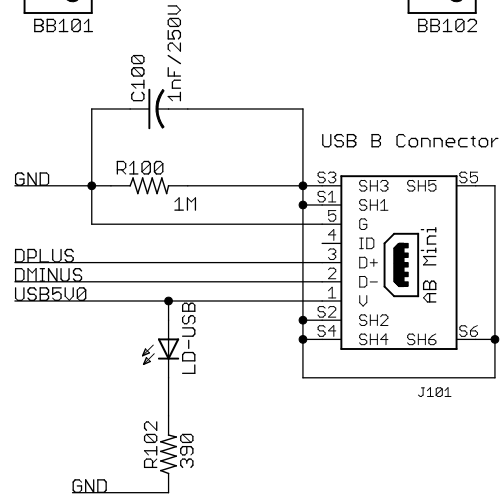 BB101
BB102
C100
1nF/250V
USB B Connector
GND
R100
1M
S3
SH3
SH5
S5
S1
SH1
5
G
4
ID
DPLUS
3
D+
DMINUS
2
D-
USB5V0
1
V
AB Mini
S2
SH2
S4
SH4
SH6
S6
LD-USB
J101
R102
390
GND